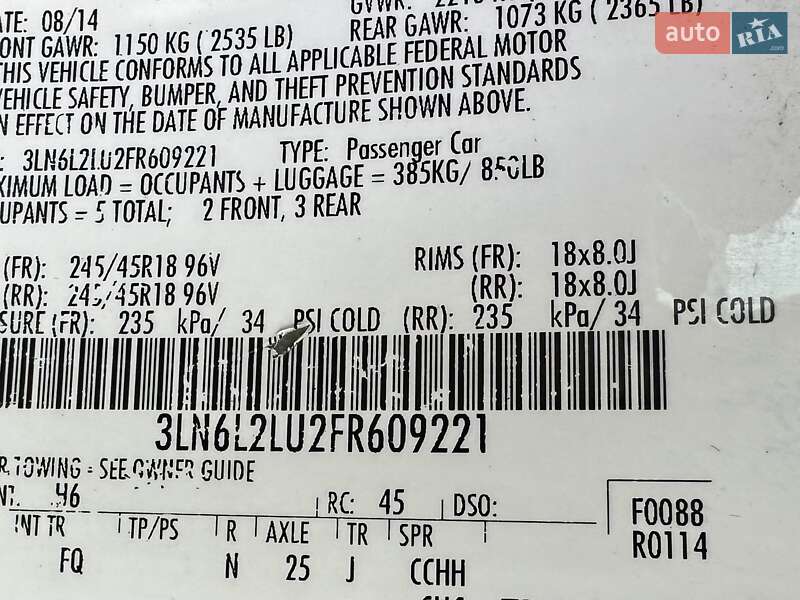 ATE: 08/14
GVWR:
auto RIA .com
RONT GAWR: 1150 KG ( 2535 LB) REAR GAWR: 1073 KG ( 2365 LB)
THIS VEHICLE CONFORMS TO ALL APPLICABLE FEDERAL MOTOR
VEHICLE SAFETY, BUMPER, AND THEFT PREVENTION STANDARDS
N EFFECT ON THE DATE OF MANUFACTURE SHOWN ABOVE.
: 3LN6L2LU2FR609221 TYPE: Passenger Car
XIMUM LOAD = OCCUPANTS + LUGGAGE = 385KG/ 850LB
UPANTS = 5 TOTAL; 2 FRONT, 3 REAR
(FR): 245/45R18 96V RIMS (FR): 18x8.0J
(RR): 245/45R18 96V (RR): 18x8.0J
SURE (FR): 235 kPa/ 34 PSI COLD (RR): 235 kPa/ 34 PSI COLD
3LN6L2LU2FR609221
R TOWING - SEE OWNER GUIDE
NT: 46 RC: 45 DSO:
INT TR TP/PS R AXLE TR SPR
FQ N 25 J CCHH
F0088
R0114